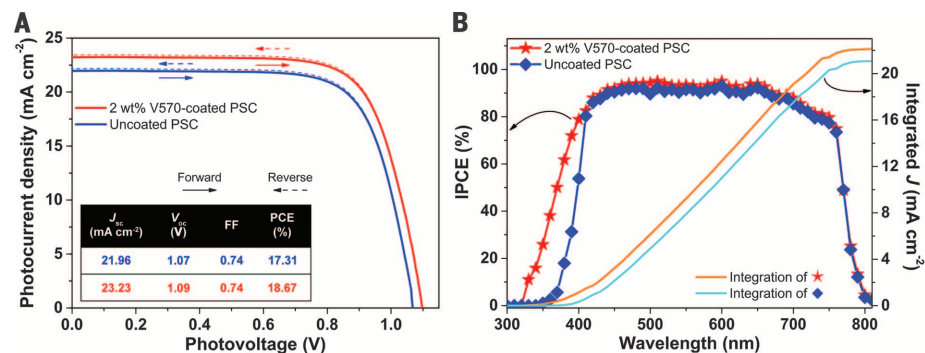 A
Photocurrent density (mA cm⁻²)
25
20
15
10
5
0
2 wt% V570-coated PSC
Uncoated PSC
Forward
Reverse
Jsc (mA cm⁻²) Voc (V) FF PCE (%)
21.96 1.07 0.74 17.31
23.23 1.09 0.74 18.67
0.0 0.2 0.4 0.6 0.8 1.0
Photovoltage (V)
B
2 wt% V570-coated PSC
Uncoated PSC
IPCE (%)
100
80
60
40
20
0
Integrated J (mA cm⁻²)
20
16
12
8
4
0
Integration of
Integration of
300 400 500 600 700 800
Wavelength (nm)